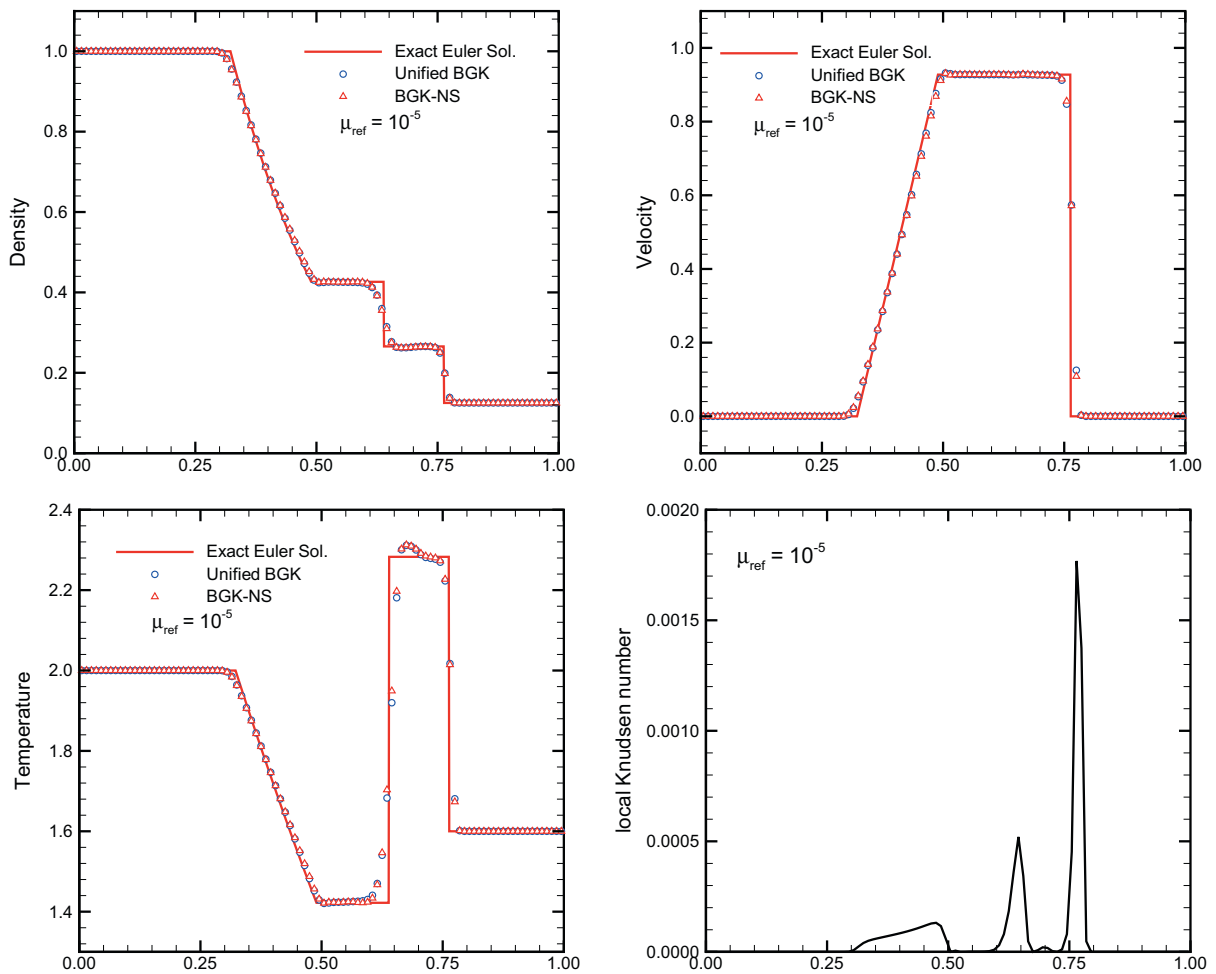 Exact Euler Sol.
Unified BGK
BGK-NS
μref = 10-5
Density
1.0
0.8
0.6
0.4
0.2
0.0
0.00 0.25 0.50 0.75 1.00
Exact Euler Sol.
Unified BGK
BGK-NS
μref = 10-5
Velocity
1.0
0.8
0.6
0.4
0.2
0.0
0.00 0.25 0.50 0.75 1.00
Exact Euler Sol.
Unified BGK
BGK-NS
μref = 10-5
Temperature
2.4
2.2
2.0
1.8
1.6
1.4
0.00 0.25 0.50 0.75 1.00
μref = 10-5
local Knudsen number
0.0020
0.0015
0.0010
0.0005
0.0000
0.00 0.25 0.50 0.75 1.00